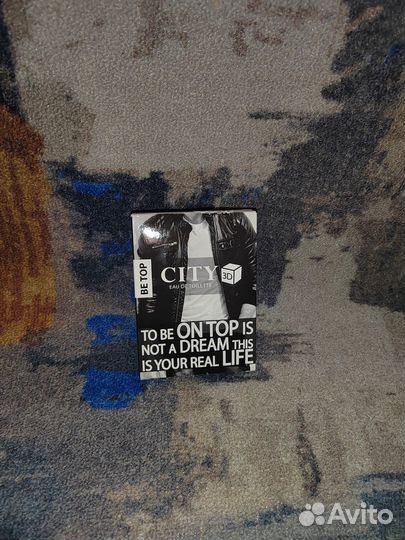 BE TOP
CITY 3D
EAU DE TOILETTE
TO BE ON TOP IS
NOT A DREAM THIS
IS YOUR REAL LIFE
Avito